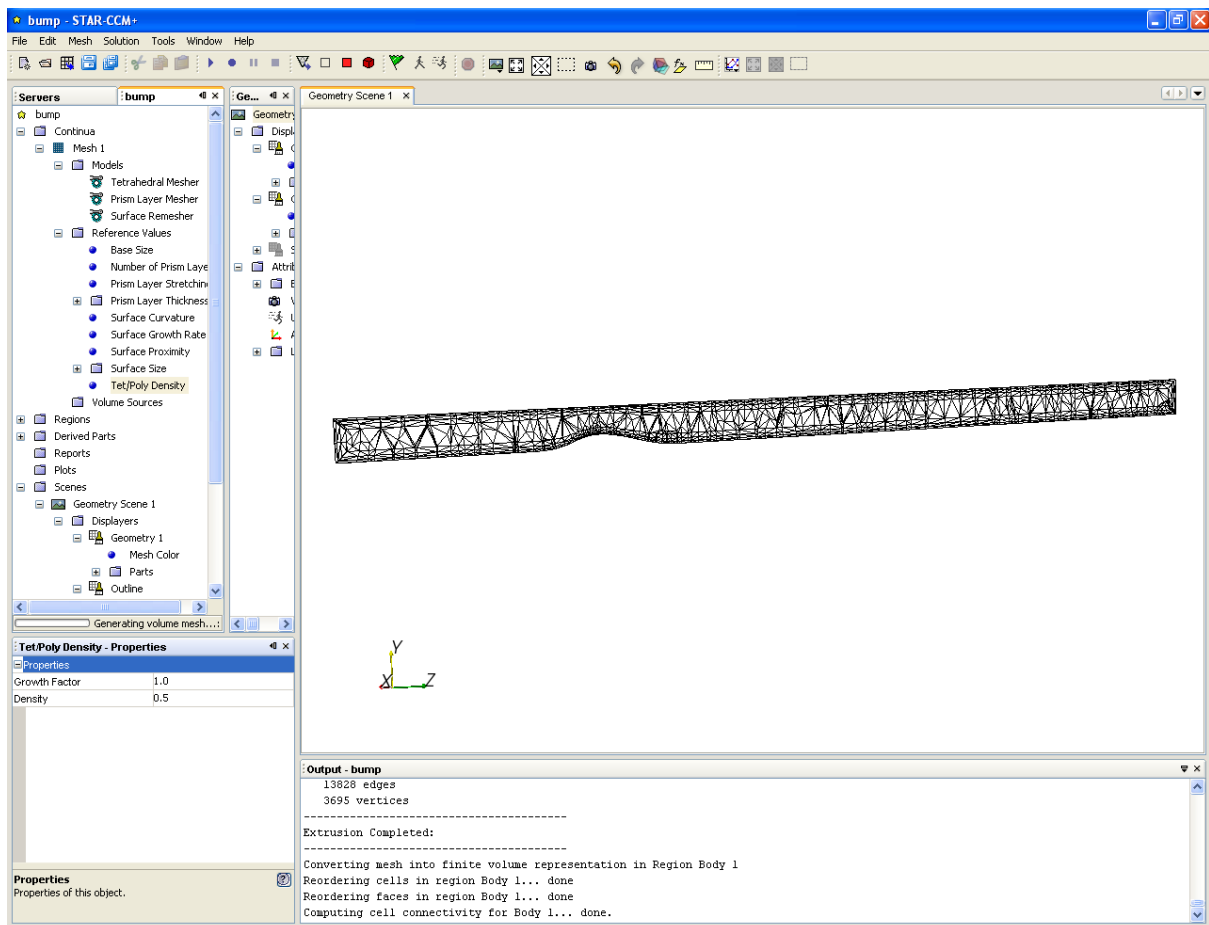 bump - STAR-CCM+
File Edit Mesh Solution Tools Window Help
Servers
bump
bump
Continua
Mesh 1
Models
Tetrahedral Mesher
Prism Layer Mesher
Surface Remesher
Reference Values
Base Size
Number of Prism Laye
Prism Layer Stretchin
Prism Layer Thickness
Surface Curvature
Surface Growth Rate
Surface Proximity
Surface Size
Tet/Poly Density
Volume Sources
Regions
Derived Parts
Reports
Plots
Scenes
Geometry Scene 1
Displayers
Geometry 1
Mesh Color
Parts
Outline
Generating volume mesh...:
Ge...
Geometry
Displ
Attrib
Geometry Scene 1
Y
X
Z
Tet/Poly Density - Properties
Properties
Growth Factor 1.0
Density 0.5
Properties
Properties of this object.
Output - bump
13828 edges
3695 vertices
----------------------------------------
Extrusion Completed:
----------------------------------------
Converting mesh into finite volume representation in Region Body 1
Reordering cells in region Body 1... done
Reordering faces in region Body 1... done
Computing cell connectivity for Body 1... done.